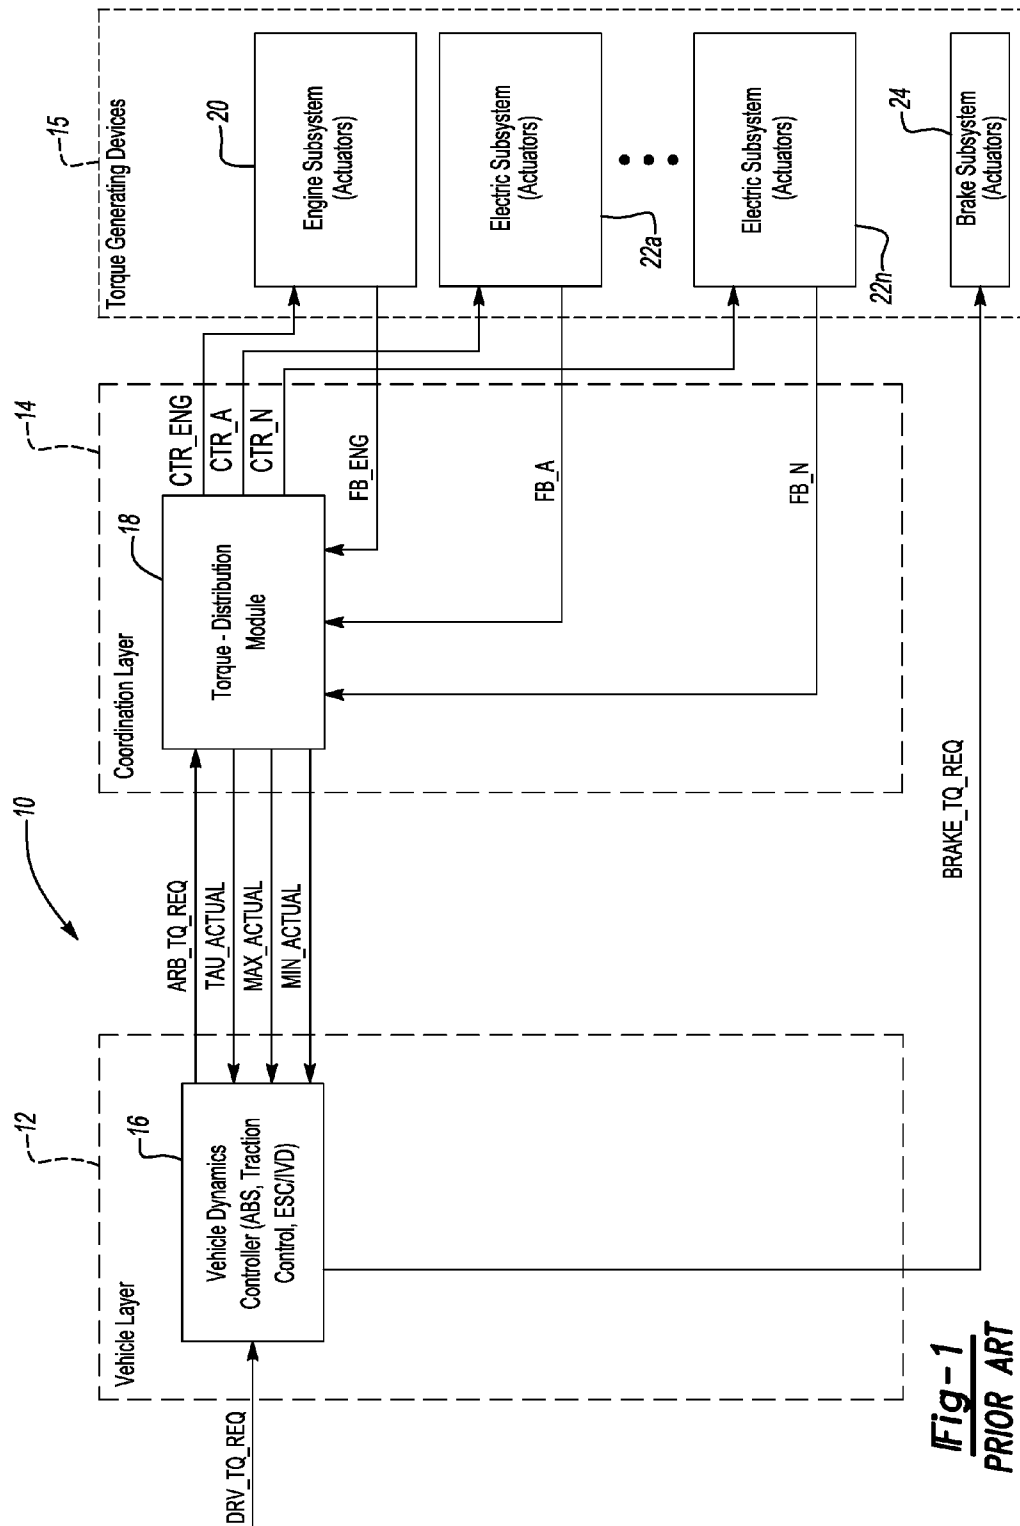 10
12
Vehicle Layer
16
Vehicle Dynamics
Controller (ABS, Traction
Control, ESC/IVD)
DRV_TQ_REQ
ARB_TQ_REQ
TAU_ACTUAL
MAX_ACTUAL
MIN_ACTUAL
14
Coordination Layer
18
Torque - Distribution
Module
CTR_ENG
CTR_A
CTR_N
FB_ENG
FB_A
FB_N
BRAKE_TQ_REQ
15
Torque Generating Devices
20
Engine Subsystem
(Actuators)
Electric Subsystem
(Actuators)
22a
Electric Subsystem
(Actuators)
22n
24
Brake Subsystem
(Actuators)
Fig-1
PRIOR ART